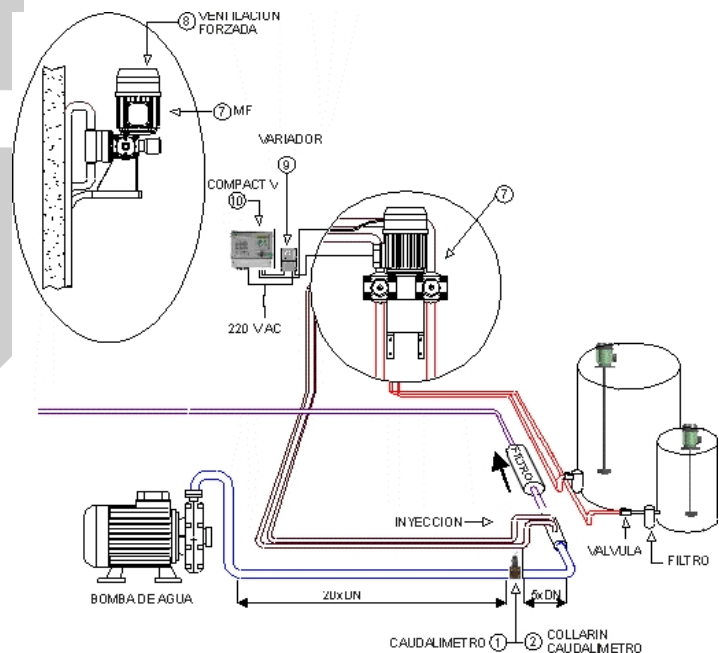 8 VENTILACION
FORZADA
7 MF
VARIADOR
9
COMPACT V
10
7
220 VAC
FILTRO
INYECCION
VALVULA
FILTRO
BOMBA DE AGUA
20xDN
5xDN
CAUDALIMETRO 1 2 COLLARIN
CAUDALIMETRO